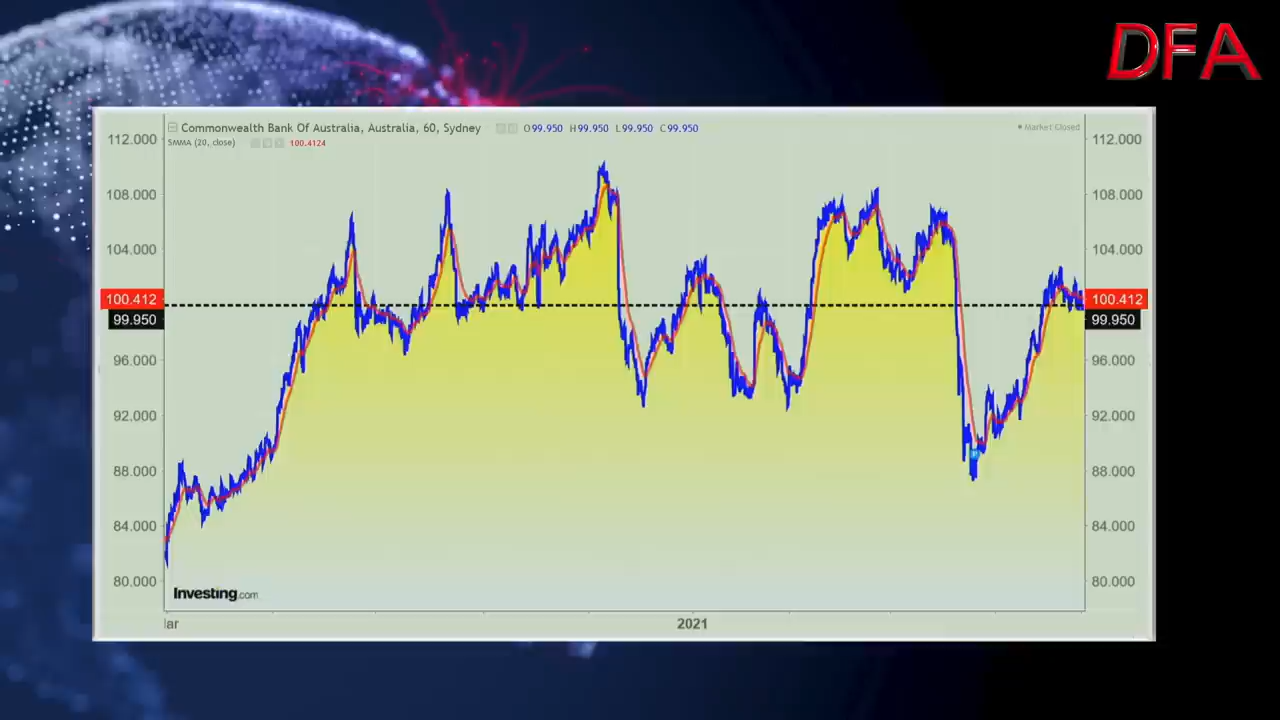 DFA
Commonwealth Bank Of Australia, Australia, 60, Sydney O99.950 H99.950 L99.950 C99.950
Market Closed
SMMA (20, close) 100.4124
112.000 112.000
108.000 108.000
104.000 104.000
100.412 100.412
99.950 99.950
96.000 96.000
92.000 92.000
88.000 88.000
84.000 84.000
80.000 80.000
Investing.com
ar 2021